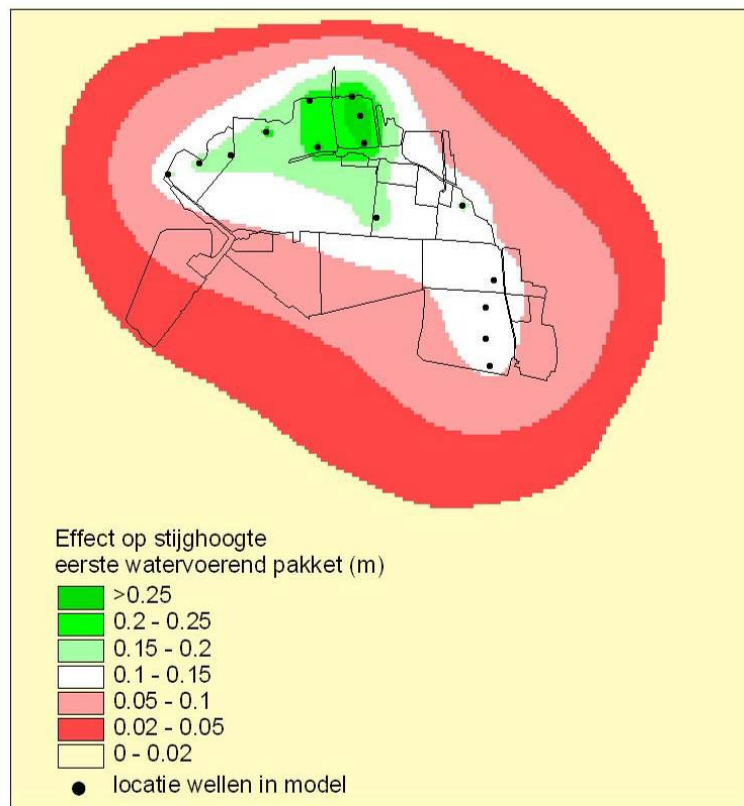 Effect op stijghoogte
eerste watervoerend pakket (m)
>0.25
0.2 - 0.25
0.15 - 0.2
0.1 - 0.15
0.05 - 0.1
0.02 - 0.05
0 - 0.02
locatie wellen in model